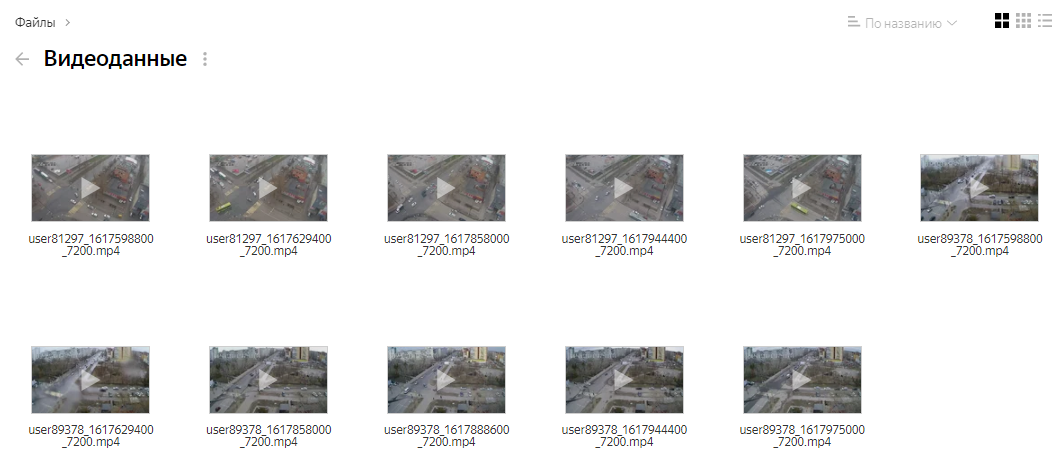 Файлы
По названию
Видеоданные
user81297_1617598800
_7200.mp4
user81297_1617629400
_7200.mp4
user81297_1617858000
_7200.mp4
user81297_1617944400
_7200.mp4
user81297_1617975000
_7200.mp4
user89378_1617598800
_7200.mp4
user89378_1617629400
_7200.mp4
user89378_1617858000
_7200.mp4
user89378_1617888600
_7200.mp4
user89378_1617944400
_7200.mp4
user89378_1617975000
_7200.mp4